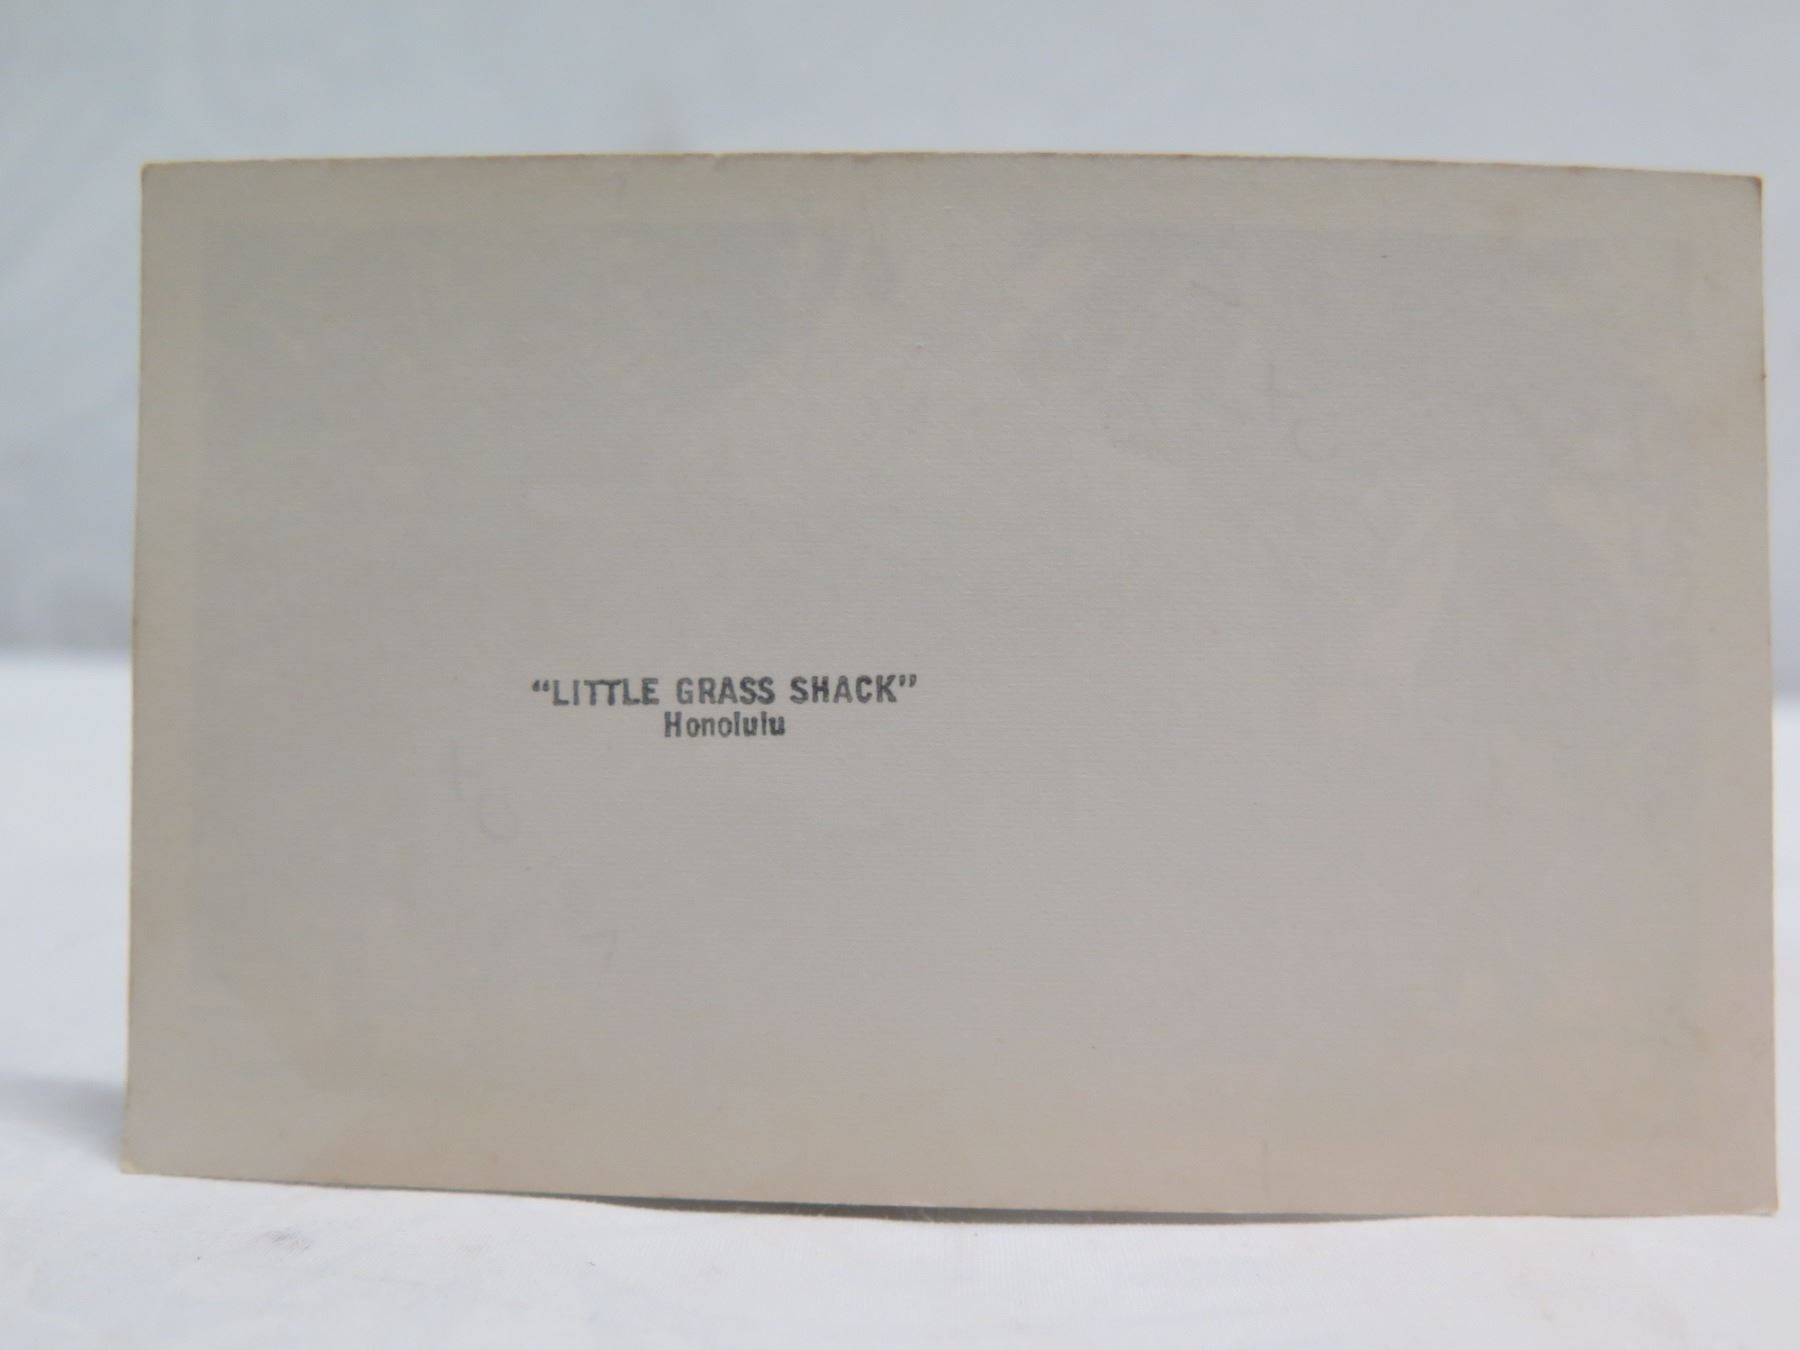 “LITTLE GRASS SHACK”
Honolulu